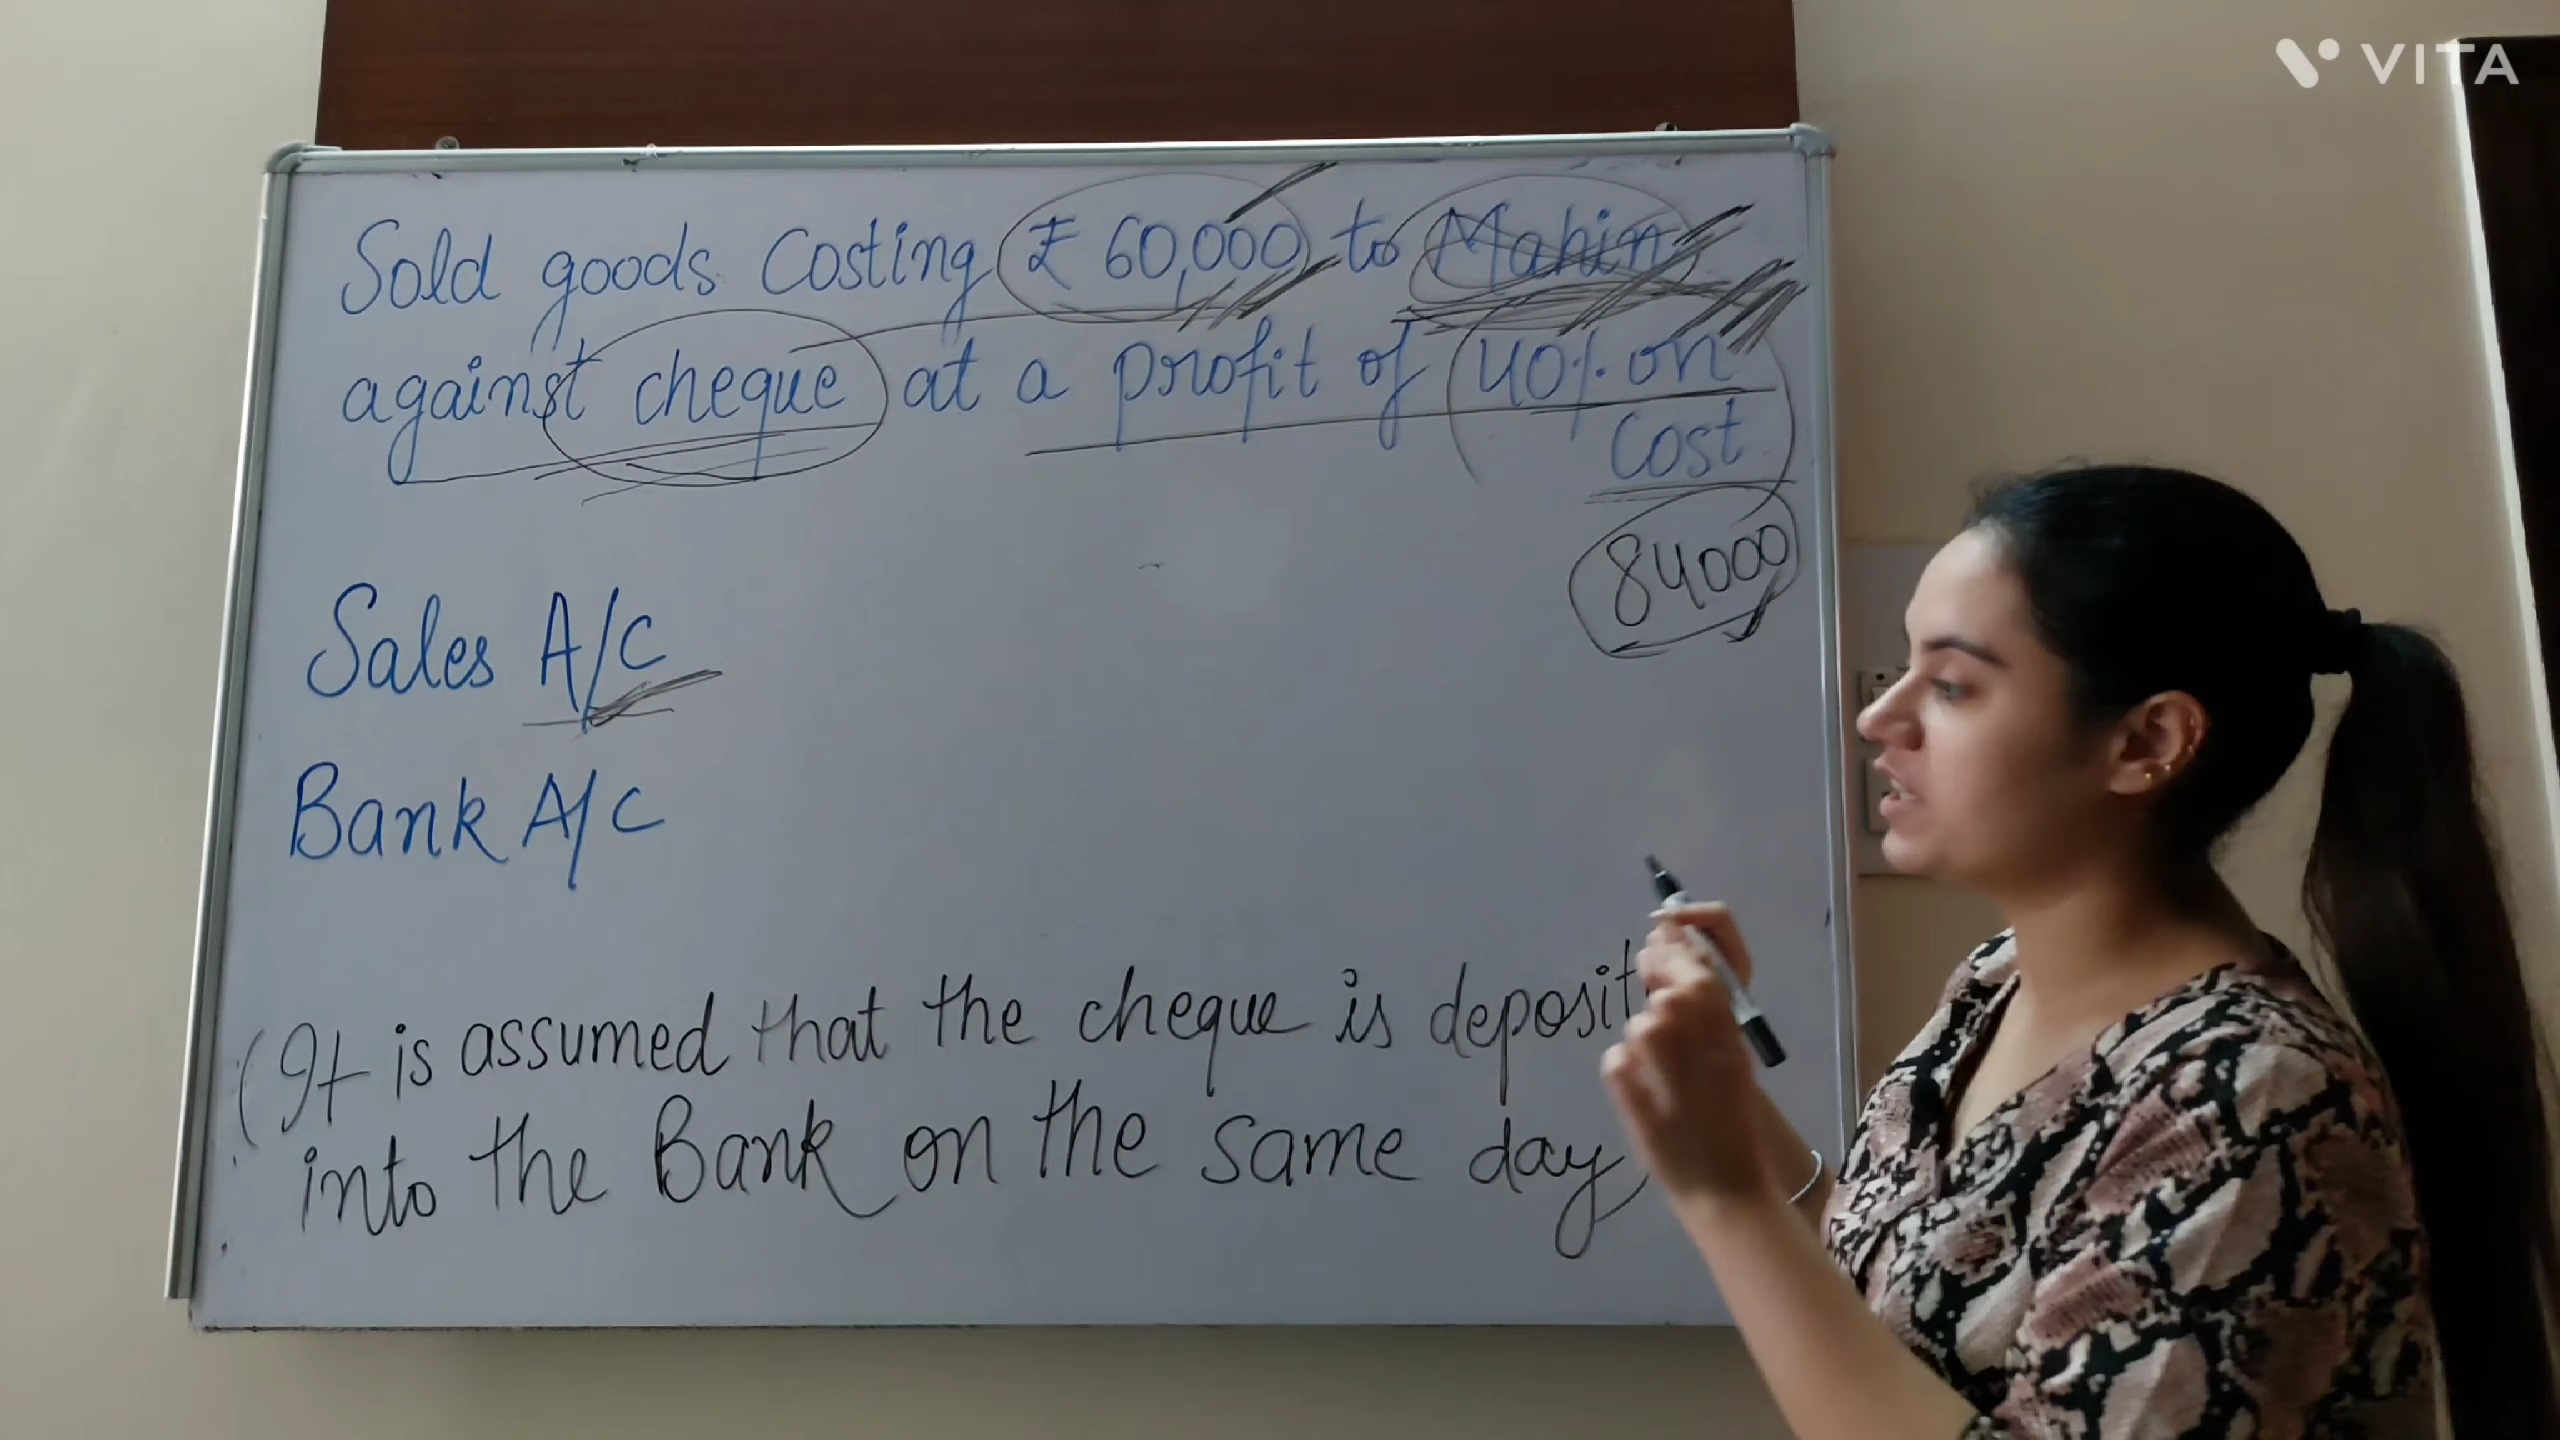 VITA
Sold goods Costing ₹ 60,000 to Mahin
against cheque at a profit of 40% on
Cost
84000
Sales A/C
Bank A/C
(It is assumed that the cheque is deposit
into the Bank on the same day)